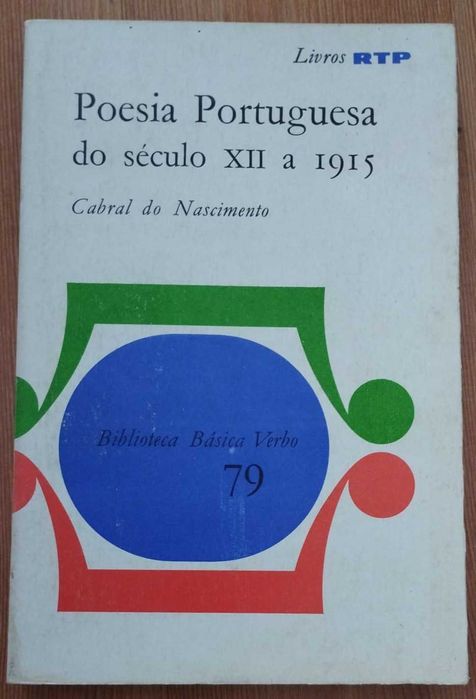 Livros RTP
Poesia Portuguesa
do século XII a 1915
Cabral do Nascimento
Biblioteca Básica Verbo
79